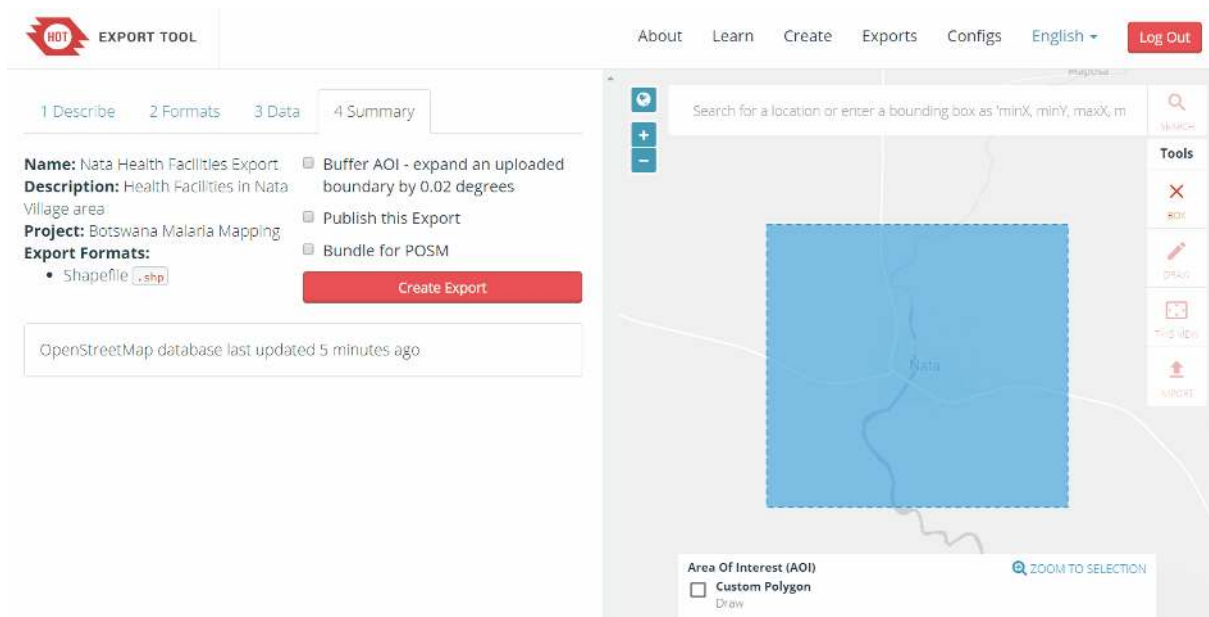 HOT EXPORT TOOL
About Learn Create Exports Configs English Log Out
1 Describe 2 Formats 3 Data 4 Summary
Name: Nata Health Facilities Export
Description: Health Facilities in Nata
Village area
Project: Botswana Malaria Mapping
Export Formats:
Shapefile .shp
Buffer AOI - expand an uploaded
boundary by 0.02 degrees
Publish this Export
Bundle for POSM
Create Export
OpenStreetMap database last updated 5 minutes ago
Maposa
Search for a location or enter a bounding box as 'minX, minY, maxX, m
SEARCH
+
−
Tools
BOX
DRAW
THIS VIEW
IMPORT
Nata
Area Of Interest (AOI)
ZOOM TO SELECTION
Custom Polygon
Draw